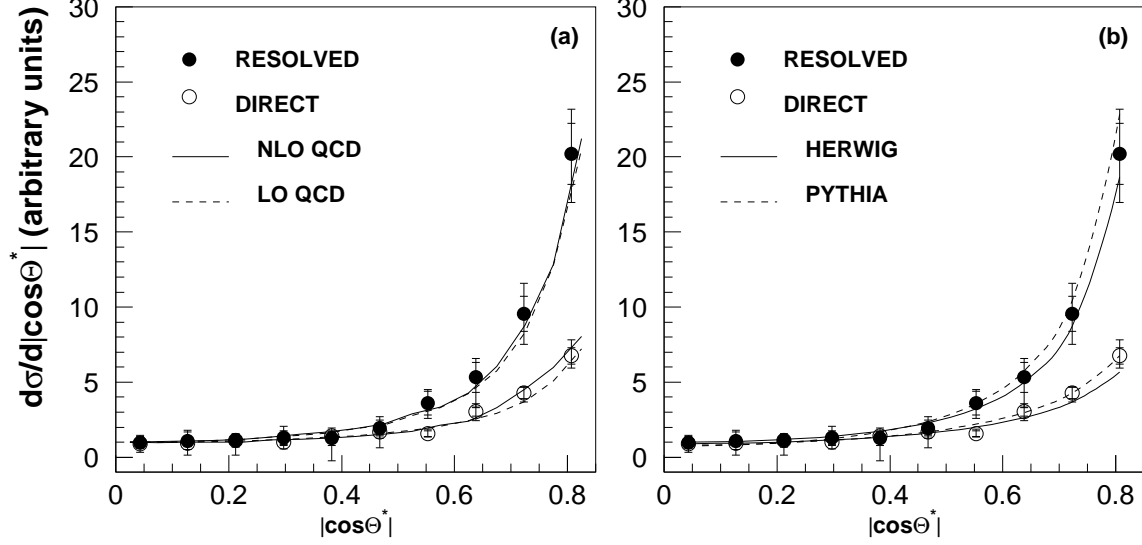 dσ/d|cosΘ*| (arbitrary units)
30
25
20
15
10
5
0
(a)
RESOLVED
DIRECT
NLO QCD
LO QCD
0 0.2 0.4 0.6 0.8
|cosΘ*|
30
25
20
15
10
5
0
(b)
RESOLVED
DIRECT
HERWIG
PYTHIA
0 0.2 0.4 0.6 0.8
|cosΘ*|